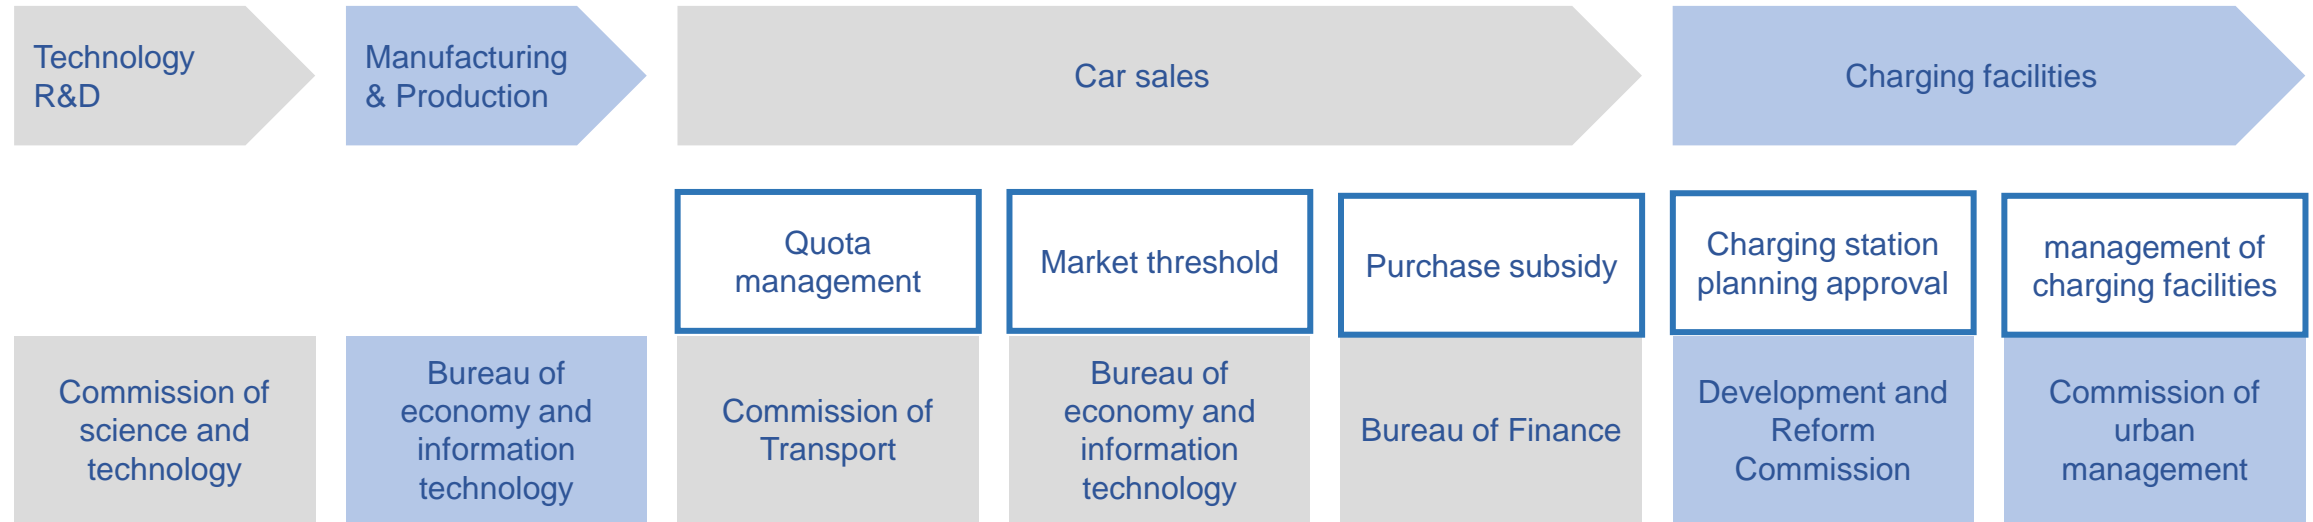 Technology
R&D
Manufacturing
& Production
Car sales
Charging facilities
Quota
management
Market threshold
Purchase subsidy
Charging station
planning approval
management of
charging facilities
Commission of
science and
technology
Bureau of
economy and
information
technology
Commission of
Transport
Bureau of
economy and
information
technology
Bureau of Finance
Development and
Reform
Commission
Commission of
urban
management